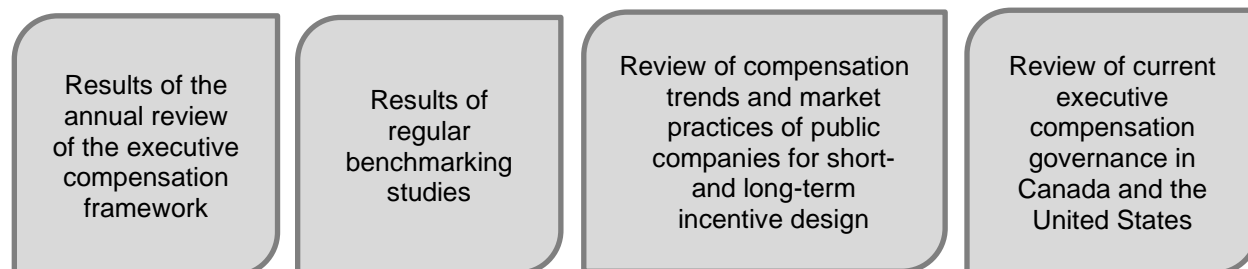 Results of the
annual review
of the executive
compensation
framework
Results of
regular
benchmarking
studies
Review of compensation
trends and market
practices of public
companies for short-
and long-term
incentive design
Review of current
executive
compensation
governance in
Canada and the
United States